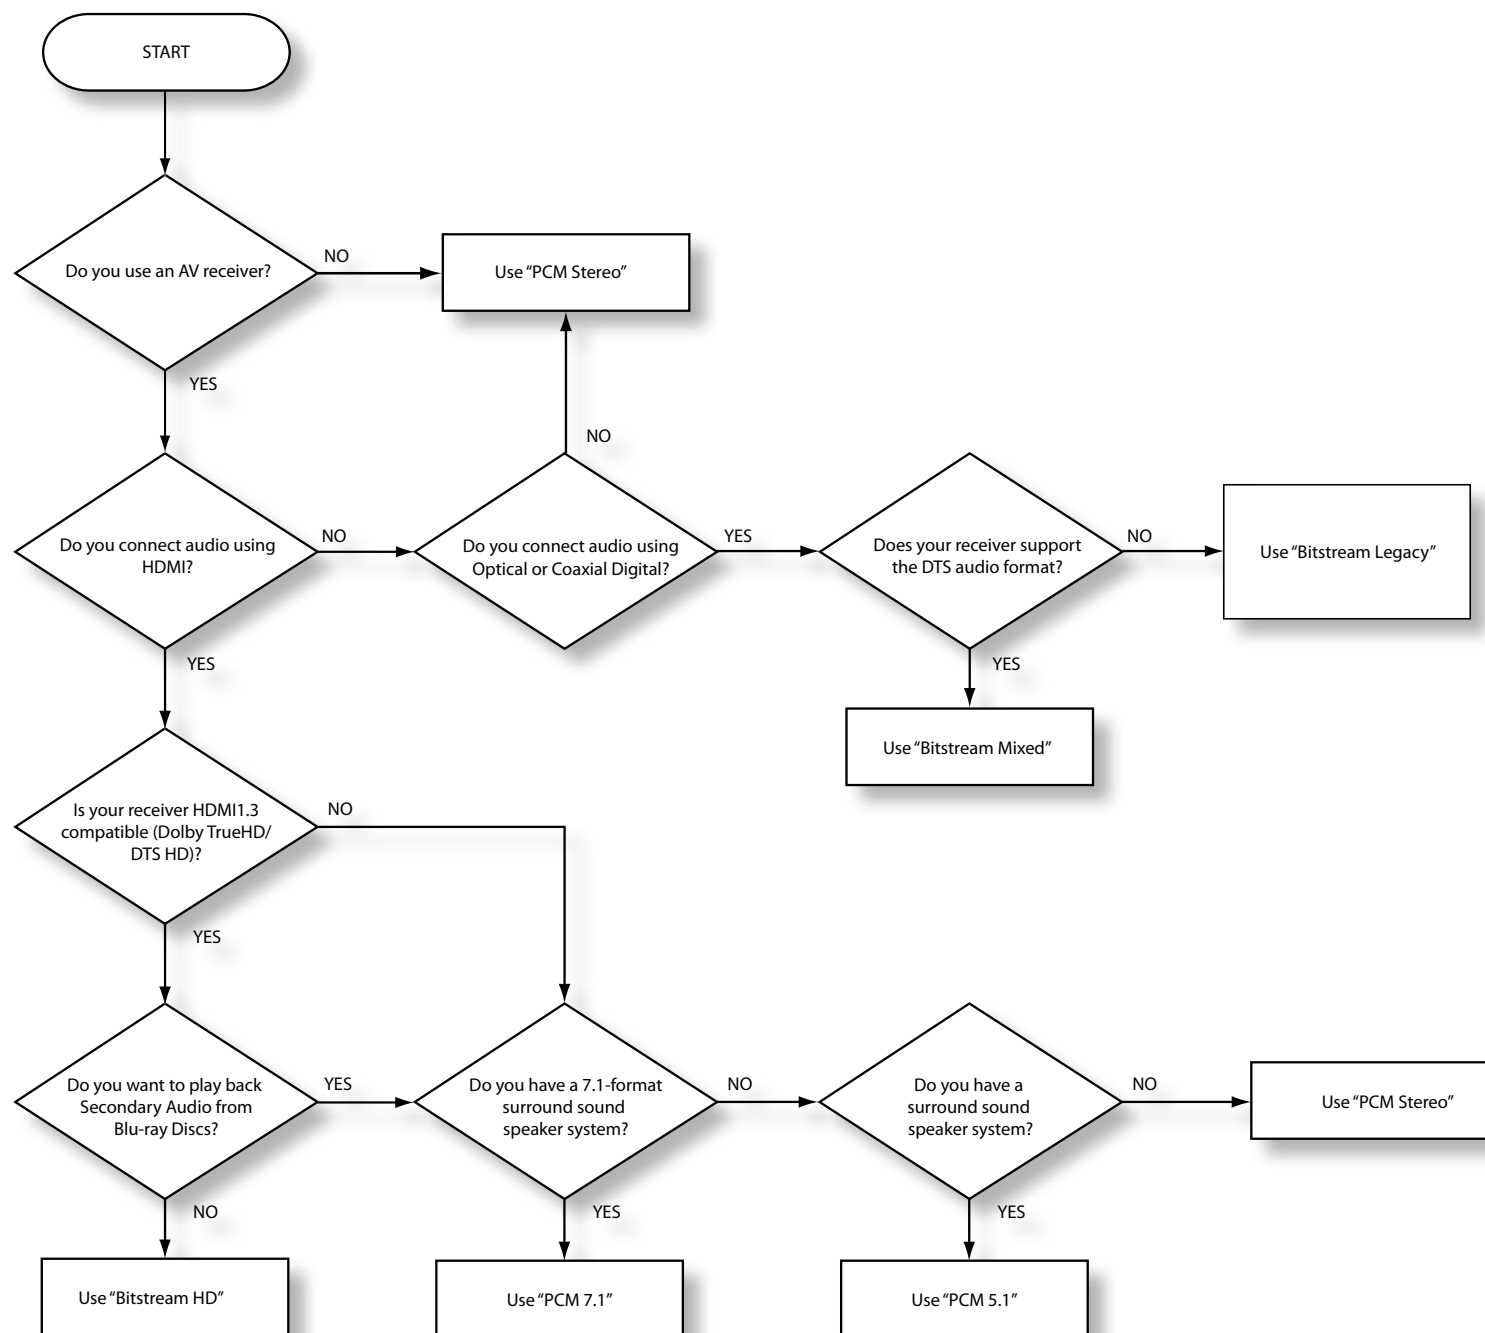 START
Do you use an AV receiver?
NO
Use "PCM Stereo"
YES
NO
Do you connect audio using
HDMI?
NO
Do you connect audio using
Optical or Coaxial Digital?
YES
Does your receiver support
the DTS audio format?
NO
Use "Bitstream Legacy"
YES
YES
Use "Bitstream Mixed"
Is your receiver HDMI1.3
compatible (Dolby TrueHD/
DTS HD)?
NO
YES
Do you want to play back
Secondary Audio from
Blu-ray Discs?
YES
Do you have a 7.1-format
surround sound
speaker system?
NO
Do you have a
surround sound
speaker system?
NO
Use "PCM Stereo"
NO
YES
YES
Use "Bitstream HD"
Use "PCM 7.1"
Use "PCM 5.1"